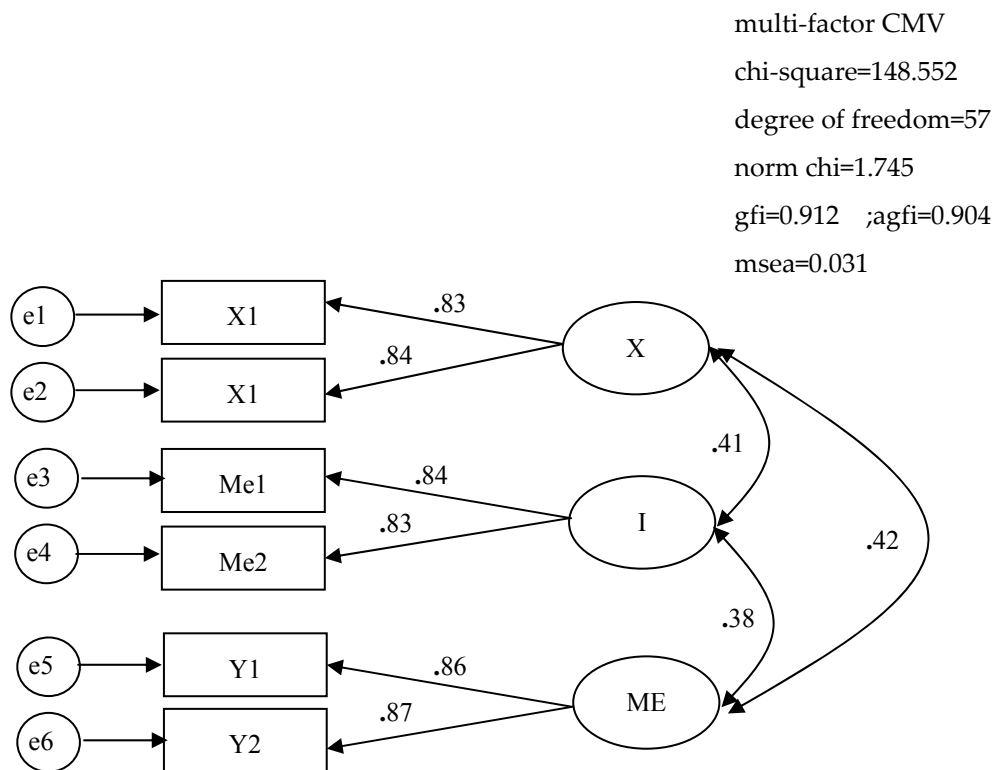 multi-factor CMV
chi-square=148.552
degree of freedom=57
norm chi=1.745
gfi=0.912 ;agfi=0.904
msea=0.031
e1 X1 .83 X
e2 X1 .84
.41
e3 Me1 .84 I
e4 Me2 .83
.42
.38
e5 Y1 .86 ME
e6 Y2 .87